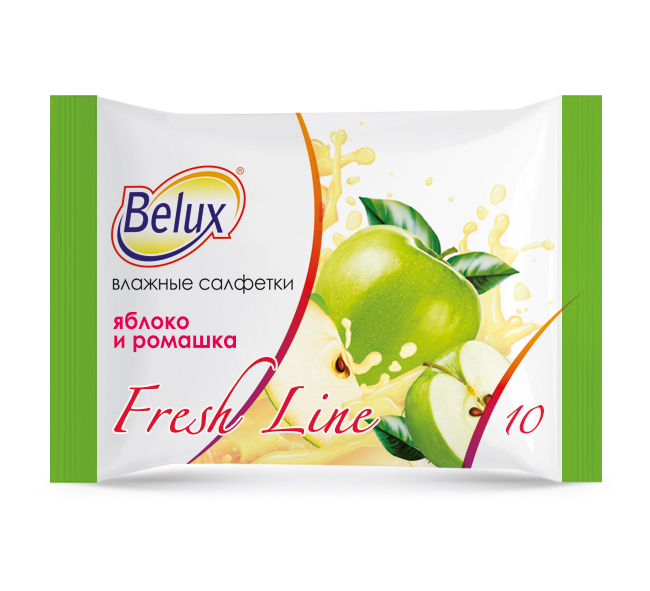 Belux®
влажные салфетки
яблоко
и ромашка
Fresh Line
10